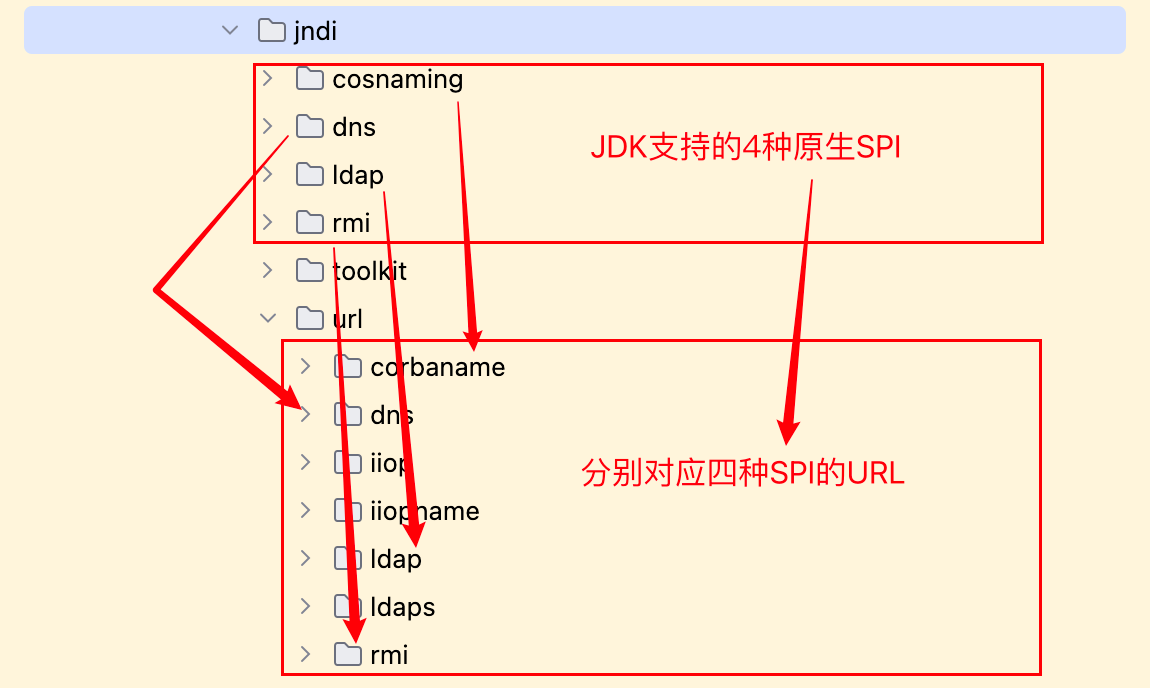 jndi
cosnaming
dns
JDK支持的4种原生SPI
ldap
rmi
toolkit
url
corbaname
dns
iiop
分别对应四种SPI的URL
iiopname
ldap
ldaps
rmi